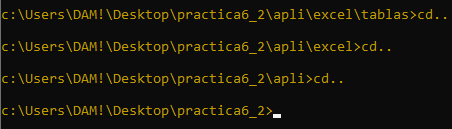 c:\Users\DAM!\Desktop\practica6_2\apli\excel\tablas>cd..
c:\Users\DAM!\Desktop\practica6_2\apli\excel>cd..
c:\Users\DAM!\Desktop\practica6_2\apli>cd..
c:\Users\DAM!\Desktop\practica6_2>